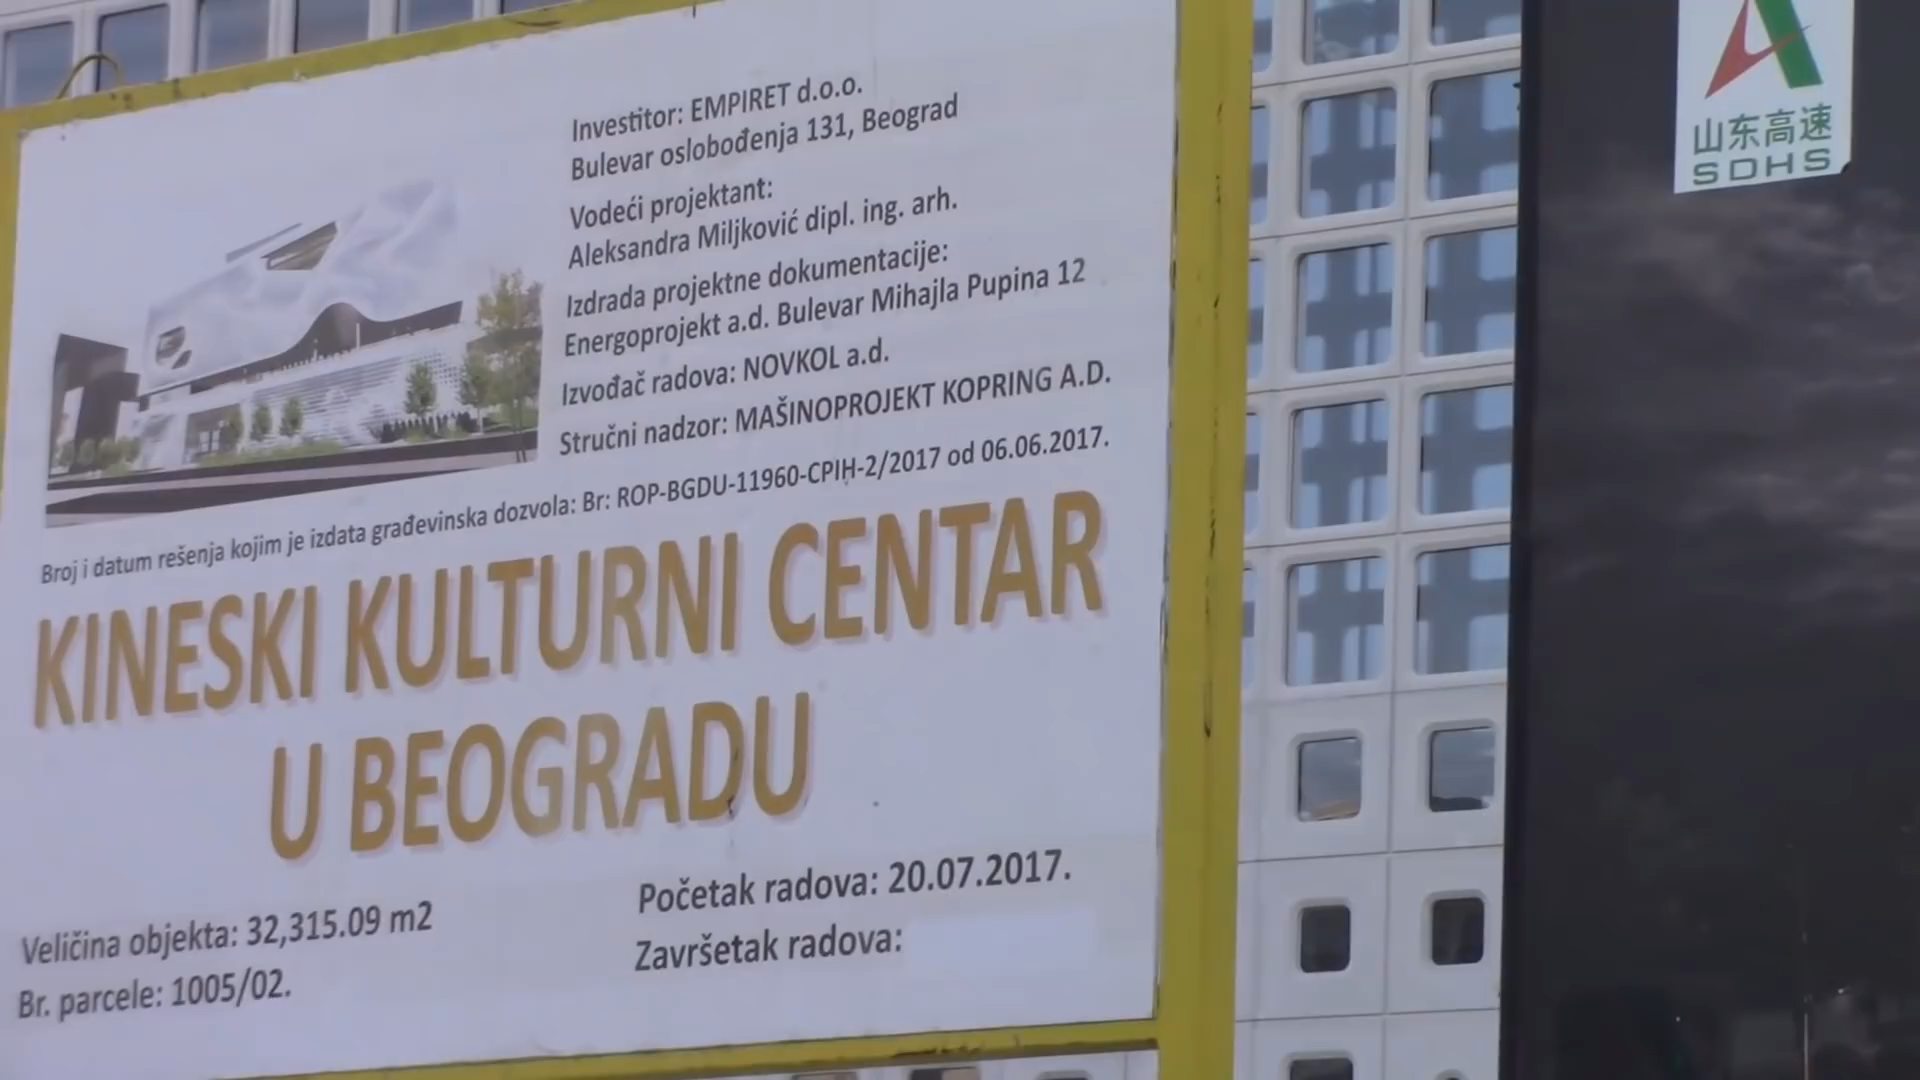 Investitor: EMPIRET d.o.o.
Bulevar oslobođenja 131, Beograd
Vodeći projektant:
Aleksandra Miljković dipl. ing. arh.
Izdrada projektne dokumentacije:
Energoprojekt a.d. Bulevar Mihajla Pupina 12
Izvođač radova: NOVKOL a.d.
Stručni nadzor: MAŠINOPROJEKT KOPRING A.D.
Broj i datum rešenja kojim je izdata građevinska dozvola: Br: ROP-BGDU-11960-CPIH-2/2017 od 06.06.2017.
KINESKI KULTURNI CENTAR
U BEOGRADU
Veličina objekta: 32,315.09 m2
Br. parcele: 1005/02.
Početak radova: 20.07.2017.
Završetak radova:
山东高速
SDHS